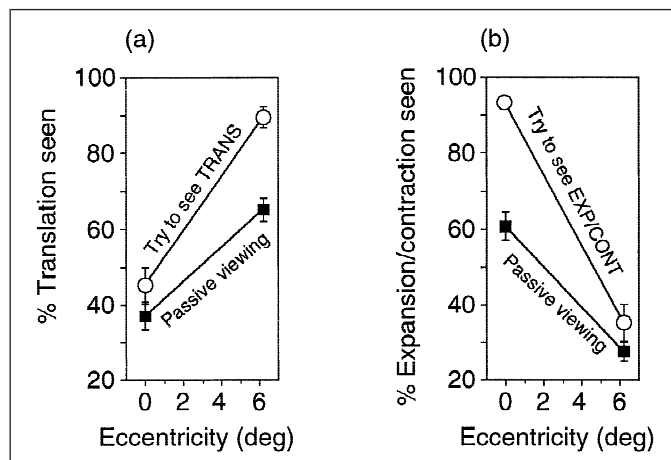 (a)
% Translation seen
100
80
60
40
20
Try to see TRANS
Passive viewing
0 2 4 6
Eccentricity (deg)
(b)
% Expansion/contraction seen
100
80
60
40
20
Try to see EXP/CONT
Passive viewing
0 2 4 6
Eccentricity (deg)